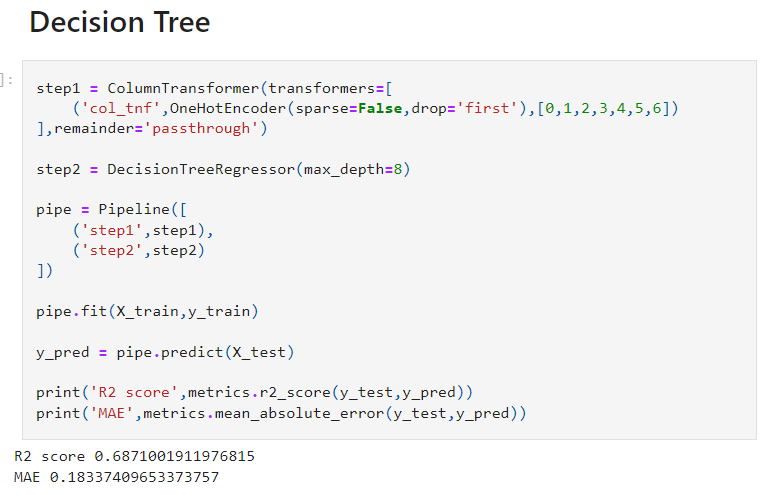 Decision Tree
]:
step1 = ColumnTransformer(transformers=[
    ('col_tnf',OneHotEncoder(sparse=False,drop='first'),[0,1,2,3,4,5,6])
],remainder='passthrough')
step2 = DecisionTreeRegressor(max_depth=8)
pipe = Pipeline([
    ('step1',step1),
    ('step2',step2)
])
pipe.fit(X_train,y_train)
y_pred = pipe.predict(X_test)
print('R2 score',metrics.r2_score(y_test,y_pred))
print('MAE',metrics.mean_absolute_error(y_test,y_pred))
R2 score 0.6871001911976815
MAE 0.18337409653373757